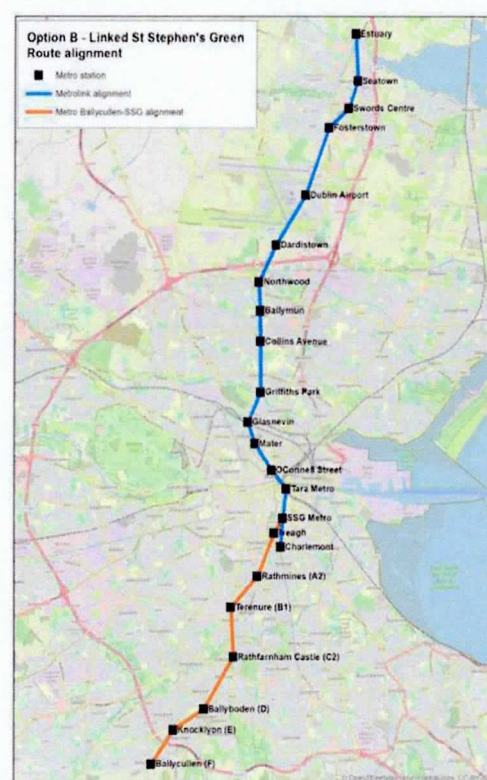 Option B - Linked St Stephen's Green
Route alignment
Metro station
Metrolink alignment
Metro Ballycullen-SSG alignment
Estuary
Seatown
Swords Centre
Fosterstown
Dublin Airport
Dardistown
Northwood
Ballymun
Collins Avenue
Griffiths Park
Glasnevin
Mater
OConnell Street
Tara Metro
SSG Metro
Iveagh
Charlemont
Rathmines (A2)
Terenure (B1)
Rathfarnham Castle (C2)
Ballyboden (D)
Knocklyon (E)
Ballycullen (F)